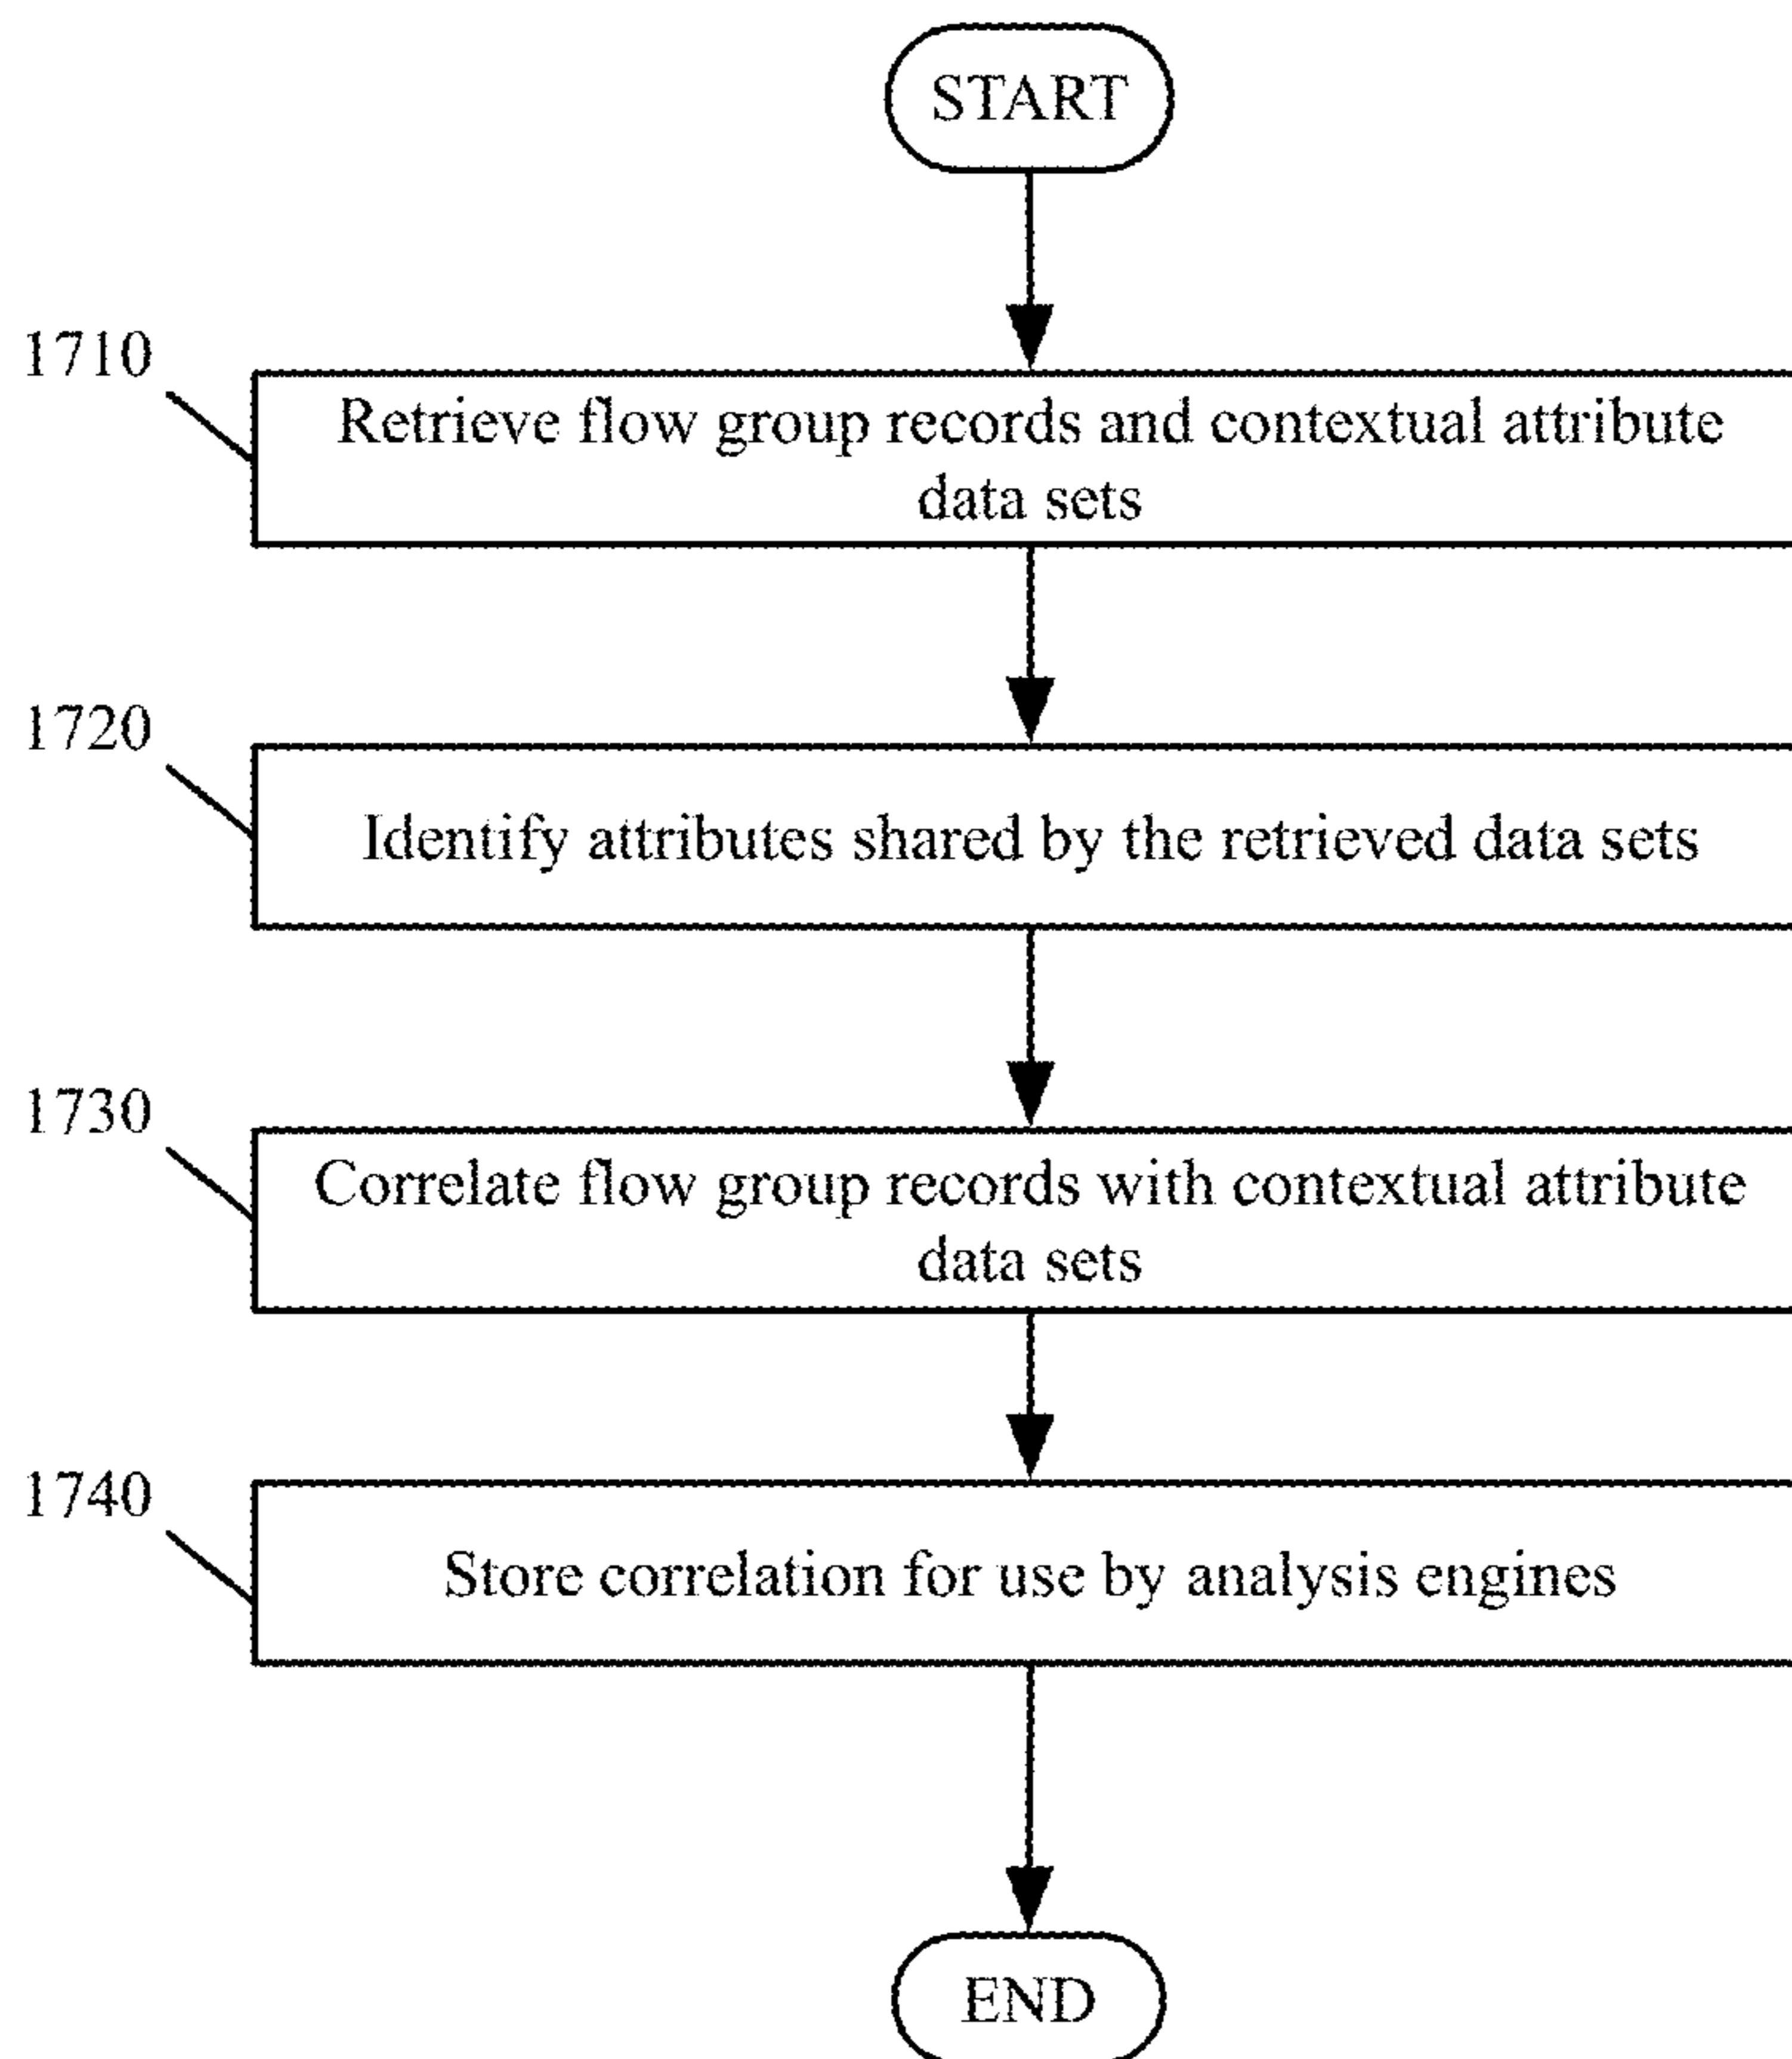 START
1710
Retrieve flow group records and contextual attribute
data sets
1720
Identify attributes shared by the retrieved data sets
1730
Correlate flow group records with contextual attribute
data sets
1740
Store correlation for use by analysis engines
END